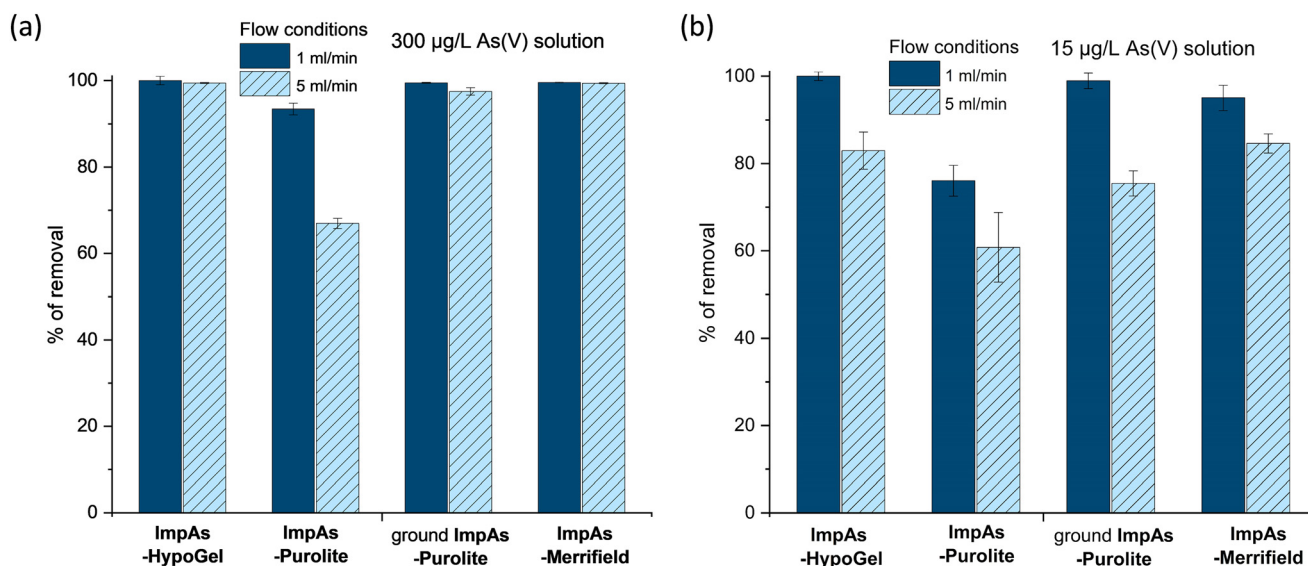 (a)
Flow conditions
1 ml/min
5 ml/min
300 µg/L As(V) solution
% of removal
100
80
60
40
20
0
ImpAs
-HypoGel
ImpAs
-Purolite
ground ImpAs
-Purolite
ImpAs
-Merrifield
(b)
Flow conditions
1 ml/min
5 ml/min
15 µg/L As(V) solution
% of removal
100
80
60
40
20
0
ImpAs
-HypoGel
ImpAs
-Purolite
ground ImpAs
-Purolite
ImpAs
-Merrifield